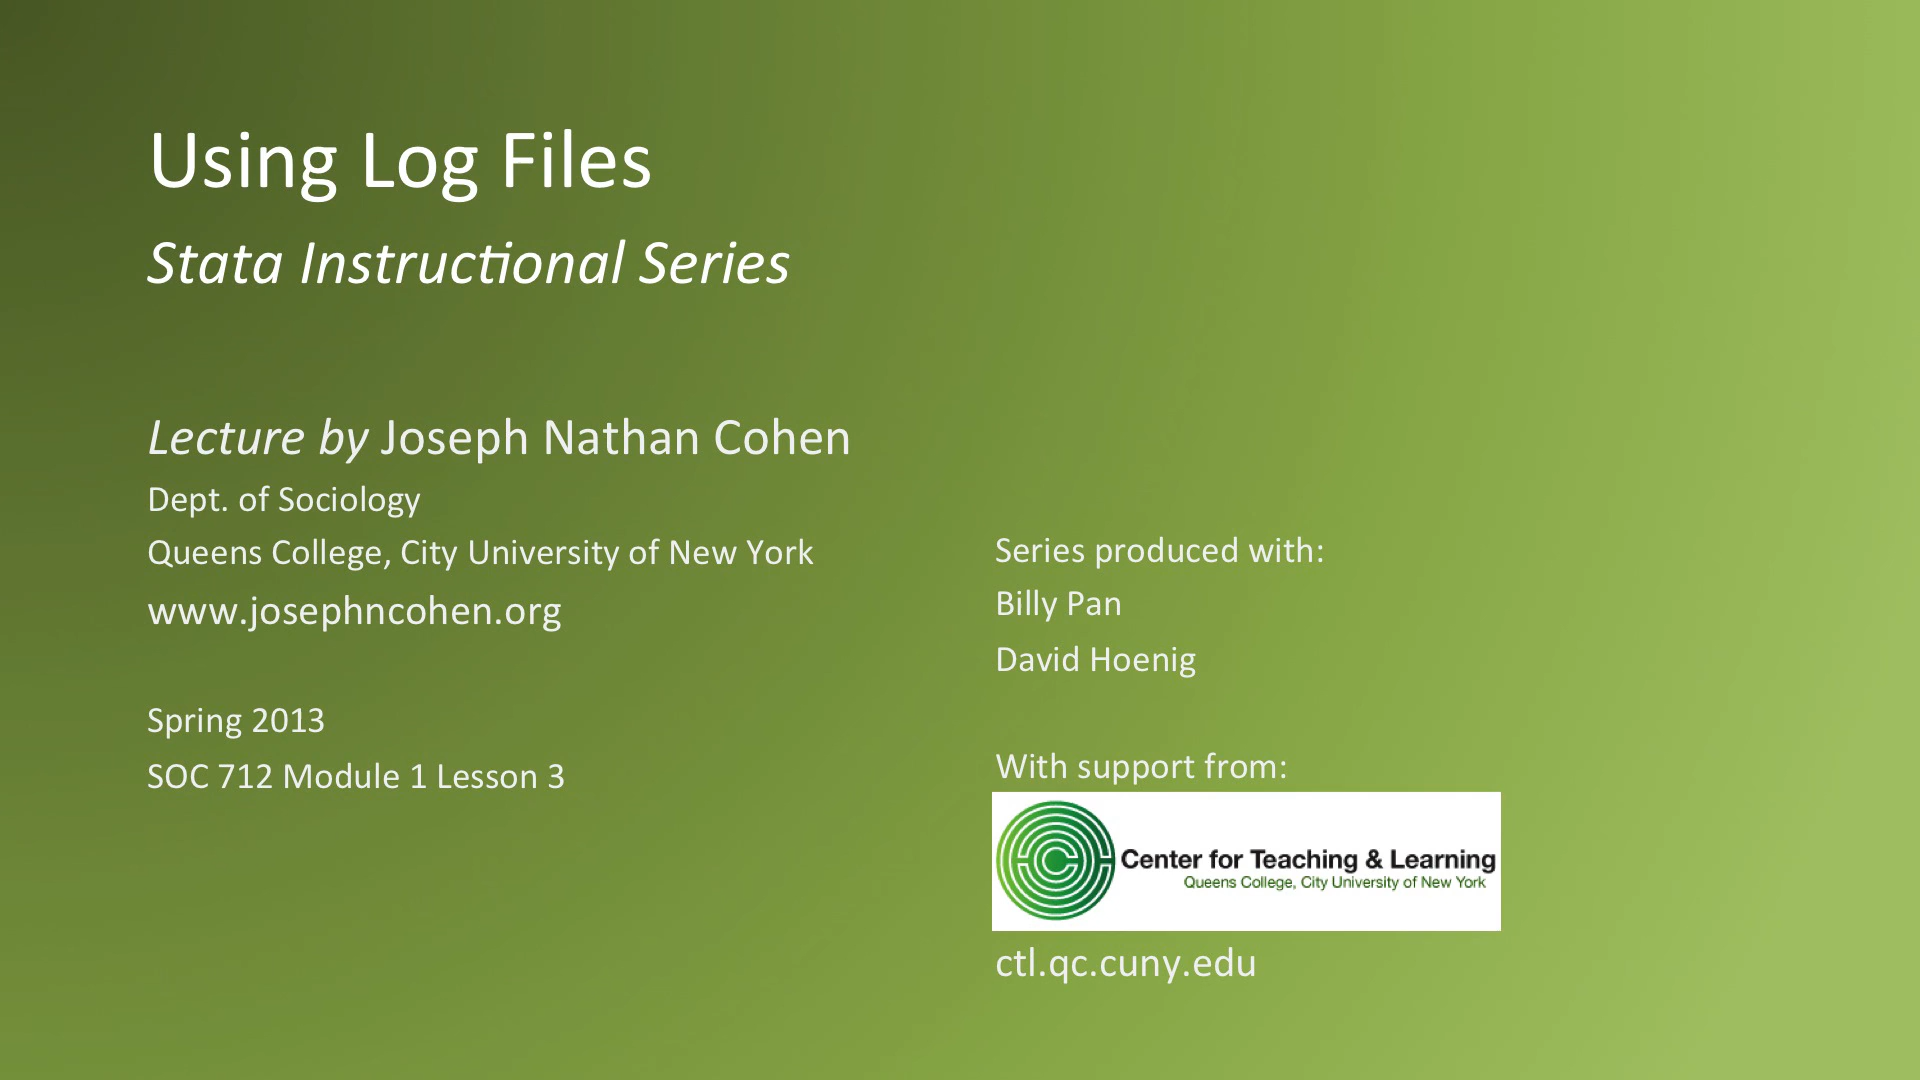 Using Log Files
Stata Instructional Series
Lecture by Joseph Nathan Cohen
Dept. of Sociology
Queens College, City University of New York
www.josephncohen.org
Spring 2013
SOC 712 Module 1 Lesson 3
Series produced with:
Billy Pan
David Hoenig
With support from:
Center for Teaching & Learning
Queens College, City University of New York
ctl.qc.cuny.edu